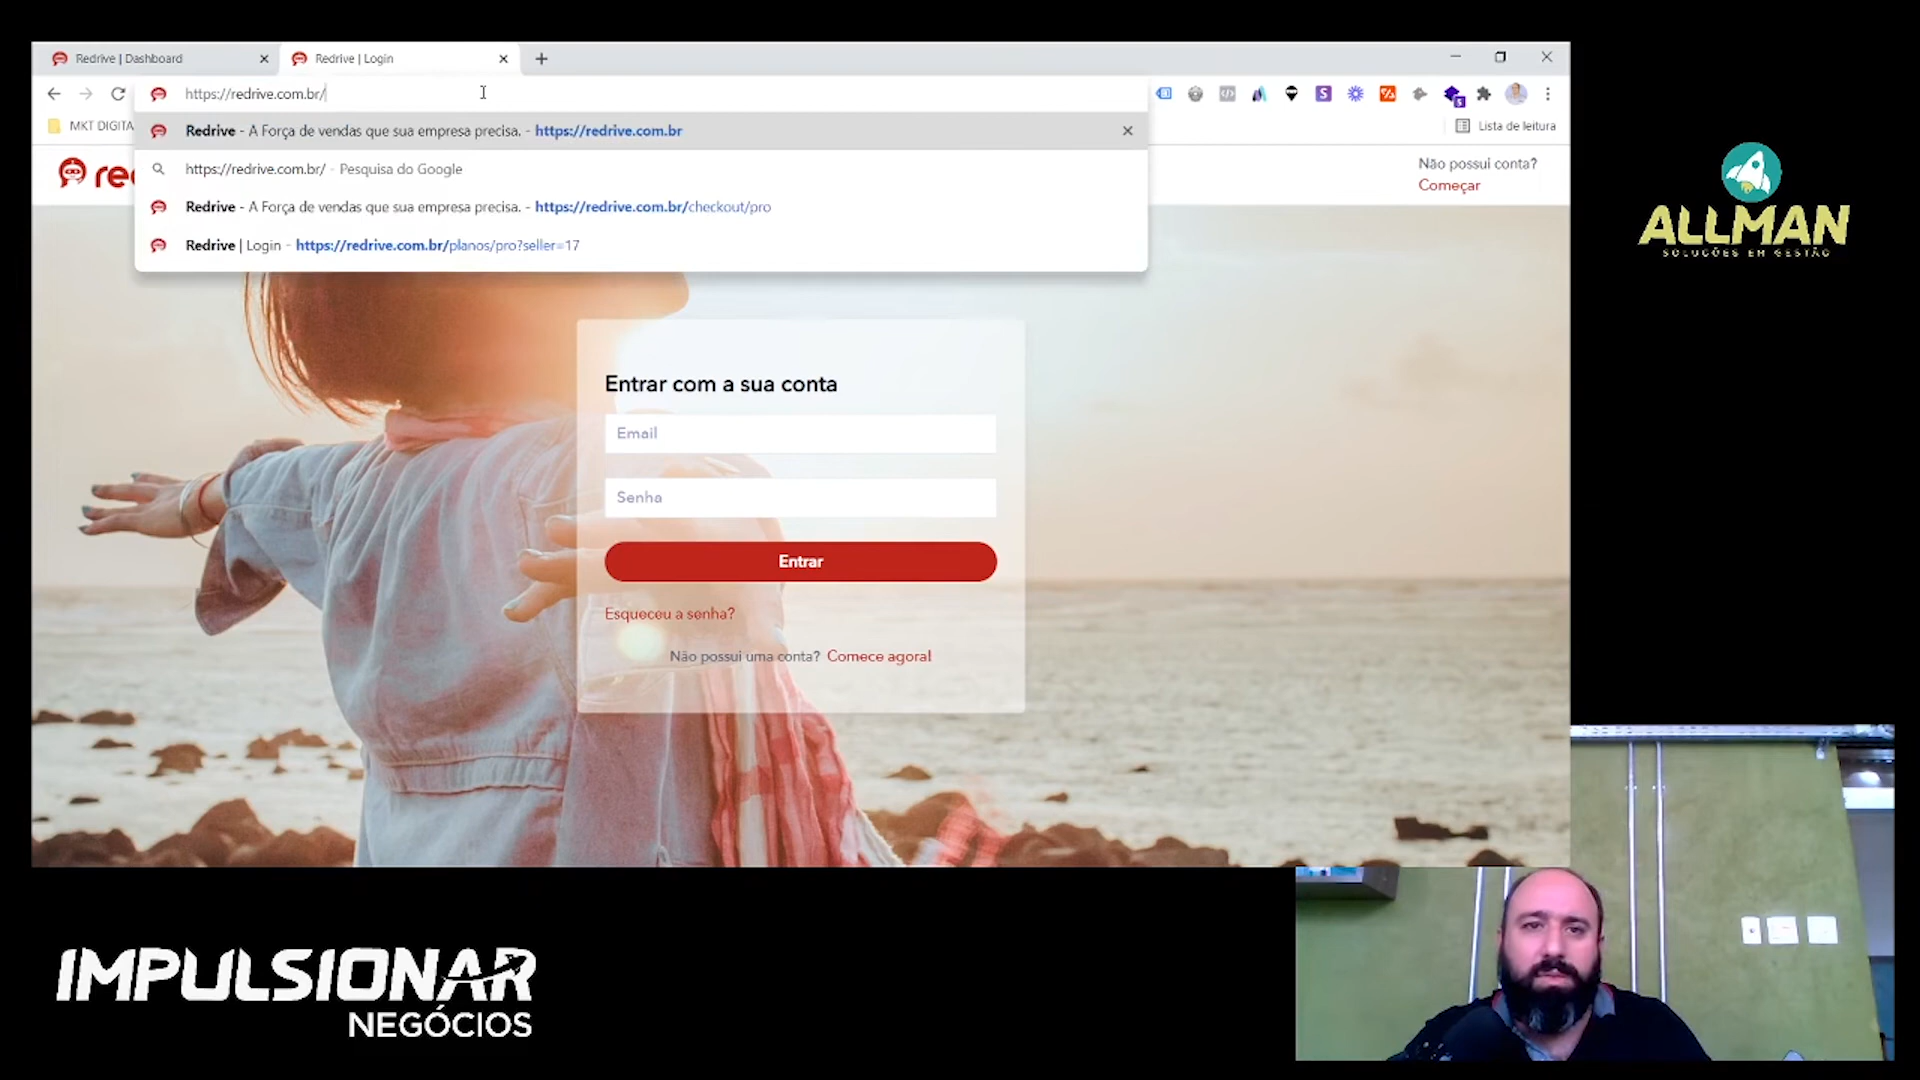 Redrive | Dashboard
Redrive | Login
https://redrive.com.br/
MKT DIGITA
Lista de leitura
Redrive - A Força de vendas que sua empresa precisa. - https://redrive.com.br
https://redrive.com.br/ - Pesquisa do Google
Redrive - A Força de vendas que sua empresa precisa. - https://redrive.com.br/checkout/pro
Redrive | Login - https://redrive.com.br/planos/pro?seller=17
red
Não possui conta?
Começar
Entrar com a sua conta
Email
Senha
Entrar
Esqueceu a senha?
Não possui uma conta? Comece agora!
ALLMAN
SOLUÇÕES EM GESTÃO
IMPULSIONAR
NEGÓCIOS